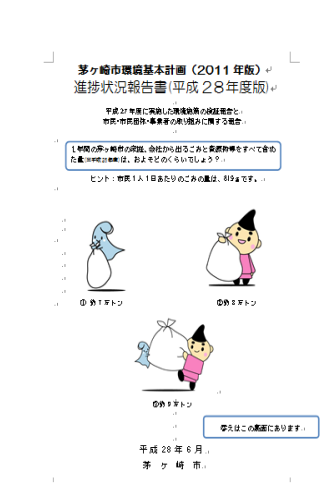 茅ヶ崎市環境基本計画（2011年版）
進捗状況報告書(平成28年度版)
平成27年度に実施した環境施策の検証報告と
市民・市民団体・事業者の取り組みに関する報告
1年間の茅ヶ崎市の家庭、会社から出るごみと資源物等をすべて含め
た量は、およそどのくらいでしょう？
ヒント：市民1人1日あたりのごみの量は、
① 約7万トン
②約8万トン
③約9万トン
答えはこの裏面にあります
平成28年6月
茅ヶ崎市